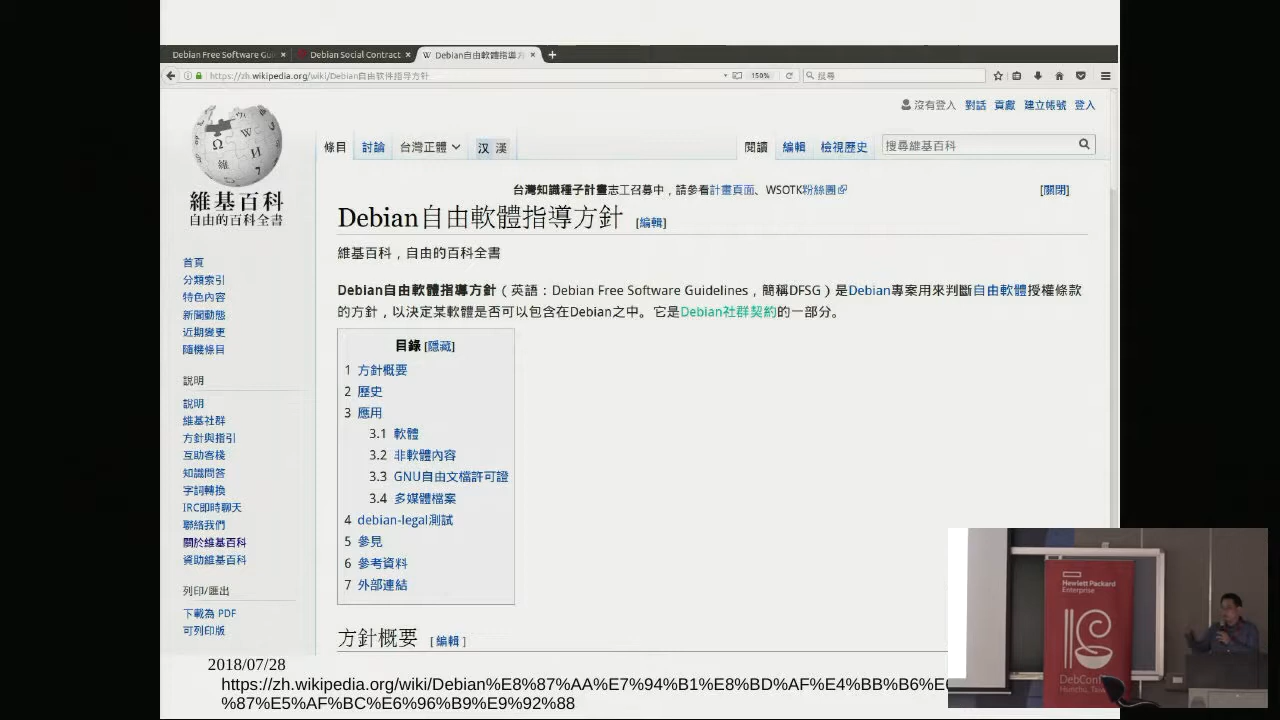 Debian Free Software Gui
Debian Social Contract
Debian自由軟體指導方
https://zh.wikipedia.org/wiki/Debian自由软件指导方针
150%
搜尋
沒有登入 對話 貢獻 建立帳號 登入
條目 討論 台灣正體 汉 漢 閱讀 編輯 檢視歷史 搜尋維基百科
維基百科
自由的百科全書
台灣知識種子計畫志工召募中，請參看計畫頁面、WSOTK粉絲團 [關閉]
Debian自由軟體指導方針 [編輯]
維基百科，自由的百科全書
Debian自由軟體指導方針（英語：Debian Free Software Guidelines，簡稱DFSG）是Debian專案用來判斷自由軟體授權條款
的方針，以決定某軟體是否可以包含在Debian之中。它是Debian社群契約的一部分。
目錄 [隱藏]
1 方針概要
2 歷史
3 應用
3.1 軟體
3.2 非軟體內容
3.3 GNU自由文檔許可證
3.4 多媒體檔案
4 debian-legal測試
5 參見
6 參考資料
7 外部連結
方針概要 [編輯]
首頁
分類索引
特色內容
新聞動態
近期變更
隨機條目
說明
說明
維基社群
方針與指引
互助客棧
知識問答
字詞轉換
IRC即時聊天
聯絡我們
關於維基百科
資助維基百科
列印/匯出
下載為 PDF
可列印版
2018/07/28
https://zh.wikipedia.org/wiki/Debian%E8%87%AA%E7%94%B1%E8%BD%AF%E4%BB%B6%E
%87%E5%AF%BC%E6%96%B9%E9%92%88
Hewlett Packard
Enterprise
DebConf
Hsinchu, Taiwan